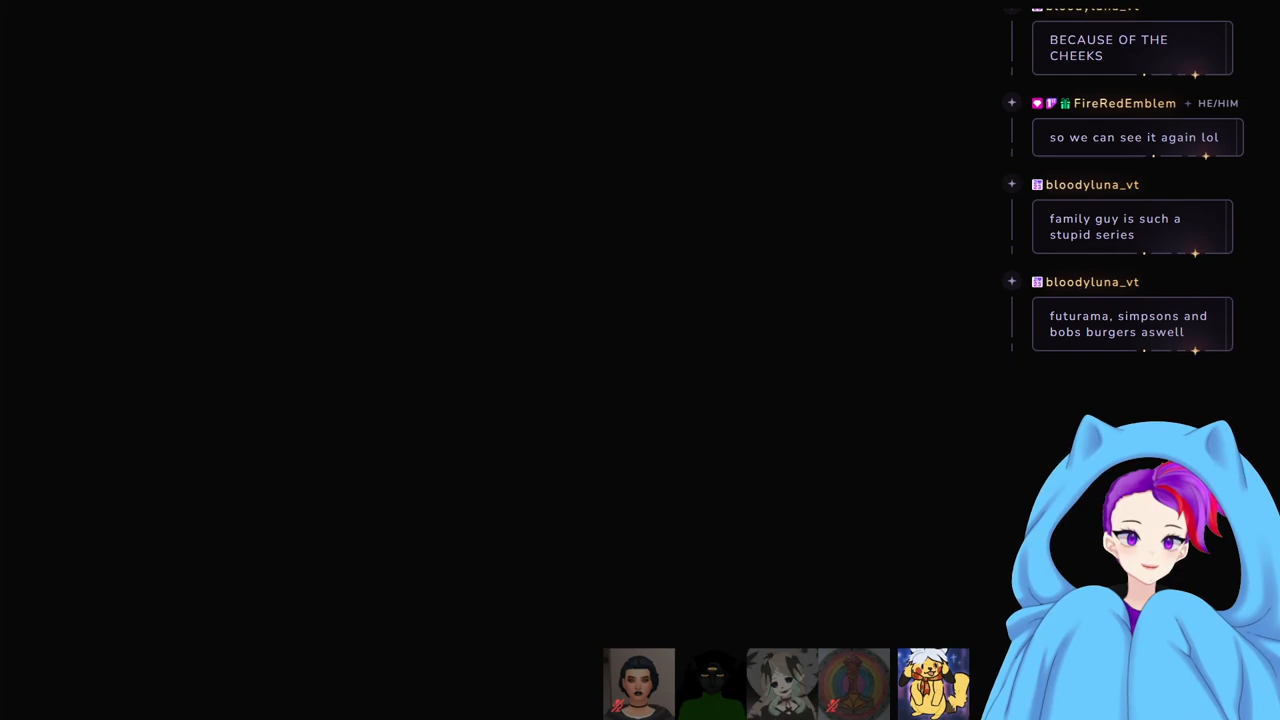 bloodyluna_vt
BECAUSE OF THE
CHEEKS
FireRedEmblem HE/HIM
so we can see it again lol
bloodyluna_vt
family guy is such a
stupid series
bloodyluna_vt
futurama, simpsons and
bobs burgers aswell